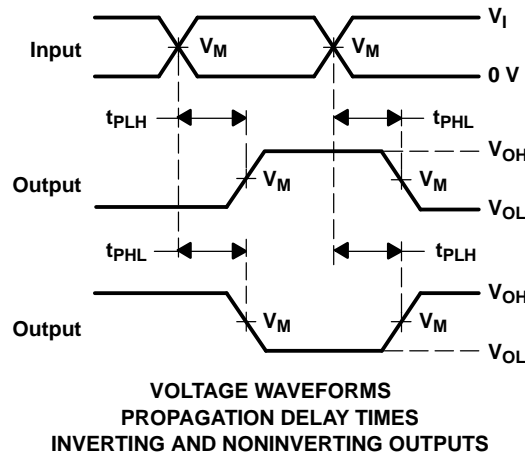 V_I
Input
V_M
V_M
0 V
t_PLH
t_PHL
V_OH
Output
V_M
V_M
V_OL
t_PHL
t_PLH
V_OH
Output
V_M
V_M
V_OL
VOLTAGE WAVEFORMS
PROPAGATION DELAY TIMES
INVERTING AND NONINVERTING OUTPUTS